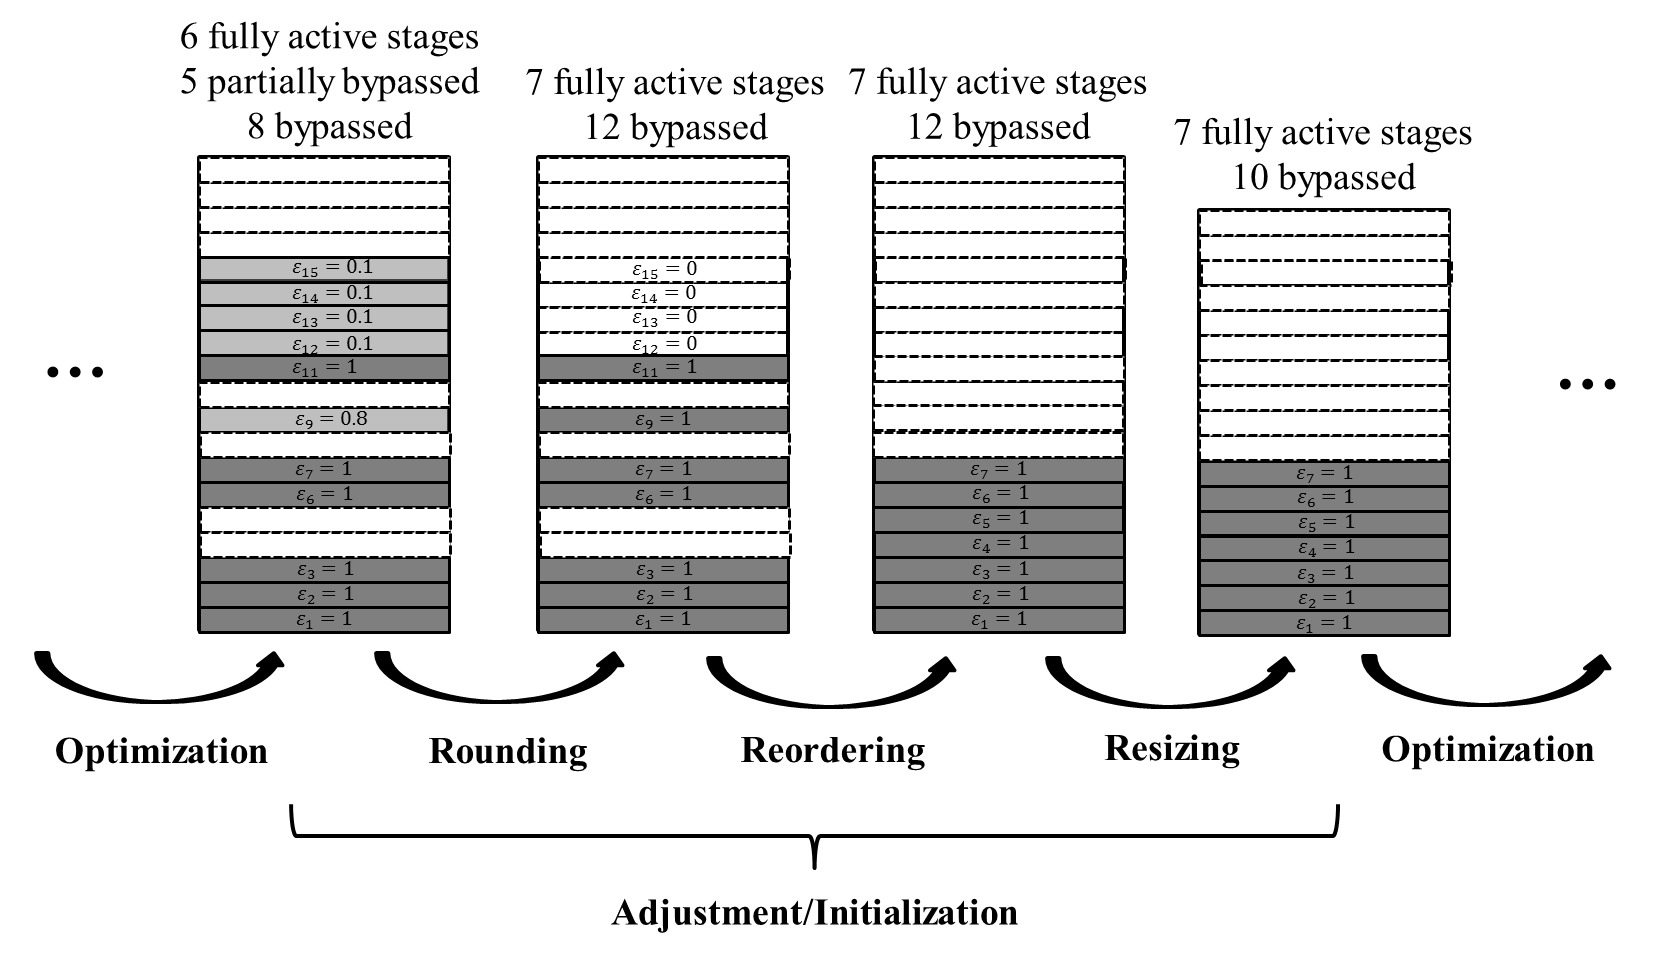 6 fully active stages
5 partially bypassed
8 bypassed
ε₁₅ = 0.1
ε₁₄ = 0.1
ε₁₃ = 0.1
ε₁₂ = 0.1
ε₁₁ = 1
ε₉ = 0.8
ε₇ = 1
ε₆ = 1
ε₃ = 1
ε₂ = 1
ε₁ = 1
7 fully active stages
12 bypassed
ε₁₅ = 0
ε₁₄ = 0
ε₁₃ = 0
ε₁₂ = 0
ε₁₁ = 1
ε₉ = 1
ε₇ = 1
ε₆ = 1
ε₃ = 1
ε₂ = 1
ε₁ = 1
7 fully active stages
12 bypassed
ε₇ = 1
ε₆ = 1
ε₅ = 1
ε₄ = 1
ε₃ = 1
ε₂ = 1
ε₁ = 1
7 fully active stages
10 bypassed
ε₇ = 1
ε₆ = 1
ε₅ = 1
ε₄ = 1
ε₃ = 1
ε₂ = 1
ε₁ = 1
...
...
Optimization
Rounding
Reordering
Resizing
Optimization
Adjustment/Initialization